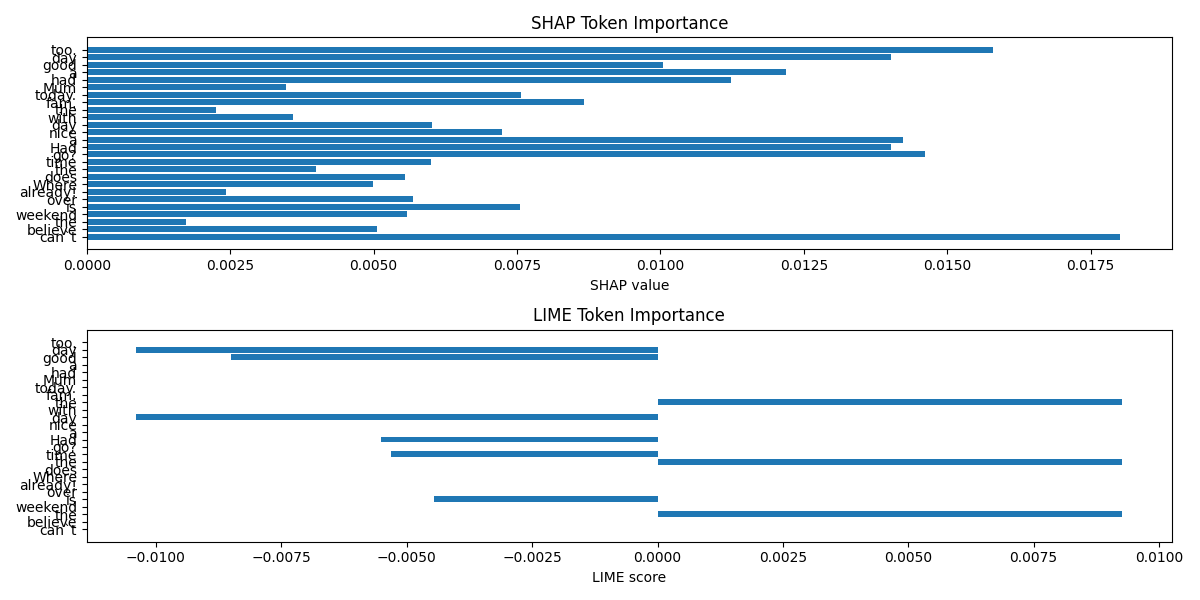 SHAP Token Importance
too.
day
good
a
had
Mum
today.
fam.
the
with
day
nice
a
Had
go?
time
the
does
Where
already!
over
is
weekend
the
believe
can't
0.0000 0.0025 0.0050 0.0075 0.0100 0.0125 0.0150 0.0175
SHAP value
LIME Token Importance
too.
day
good
a
had
Mum
today.
fam.
the
with
day
nice
a
Had
go?
time
the
does
Where
already!
over
is
weekend
the
believe
can't
−0.0100 −0.0075 −0.0050 −0.0025 0.0000 0.0025 0.0050 0.0075 0.0100
LIME score